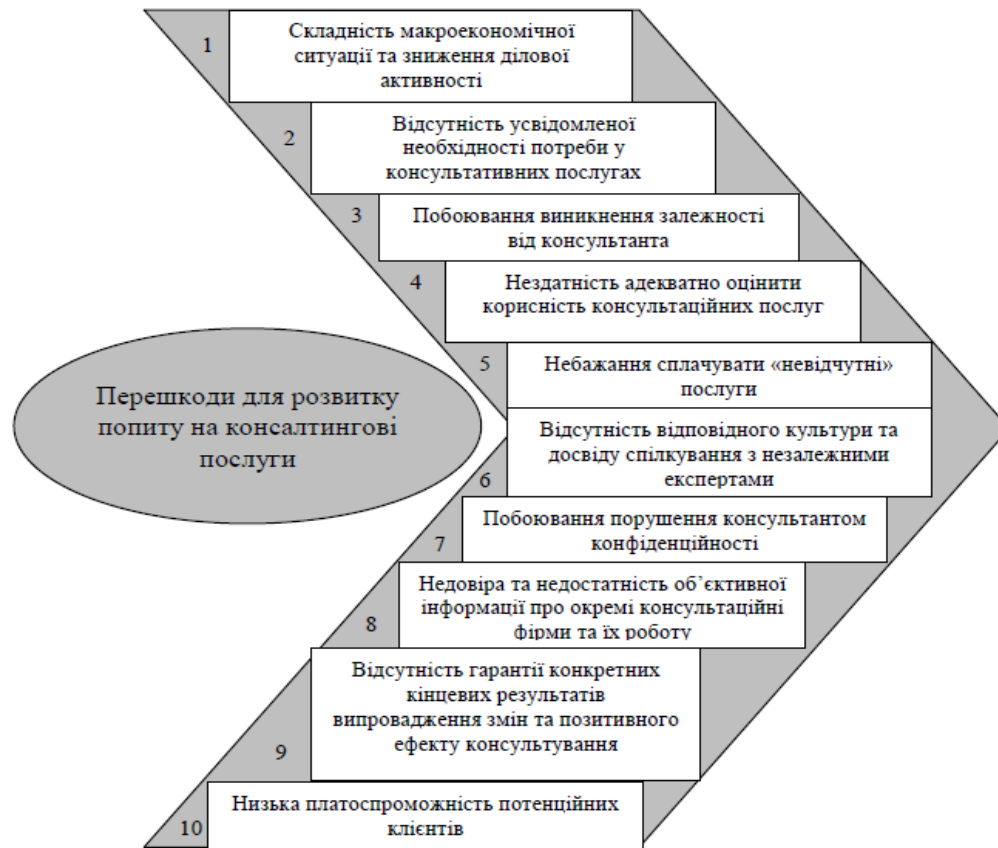 1
Складність макроекономічної
ситуації та зниження ділової
активності
2
Відсутність усвідомленої
необхідності потреби у
консультативних послугах
3
Побоювання виникнення залежності
від консультанта
4
Нездатність адекватно оцінити
корисність консультаційних послуг
5
Небажання сплачувати «невідчутні»
послуги
Перешкоди для розвитку
попиту на консалтингові
послуги
6
Відсутність відповідного культури та
досвіду спілкування з незалежними
експертами
7
Побоювання порушення консультантом
конфіденційності
8
Недовіра та недостатність об’єктивної
інформації про окремі консультаційні
фірми та їх роботу
9
Відсутність гарантії конкретних
кінцевих результатів
випровадження змін та позитивного
ефекту консультування
10
Низька платоспроможність потенційних
клієнтів